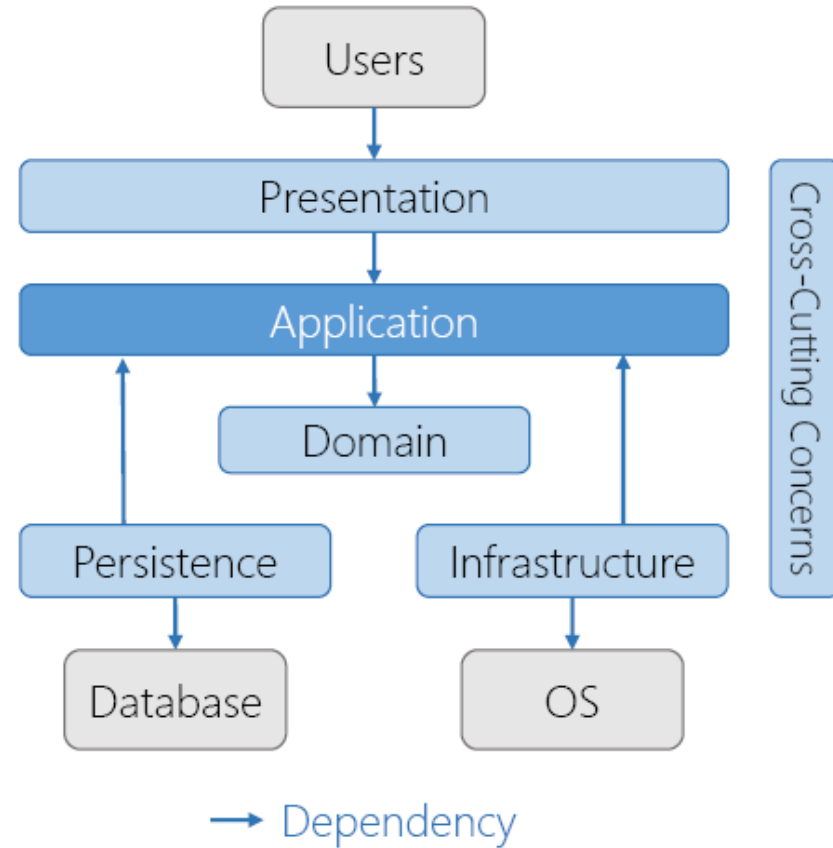 Users
Presentation
Application
Domain
Persistence
Infrastructure
Database
OS
Cross-Cutting Concerns
Dependency